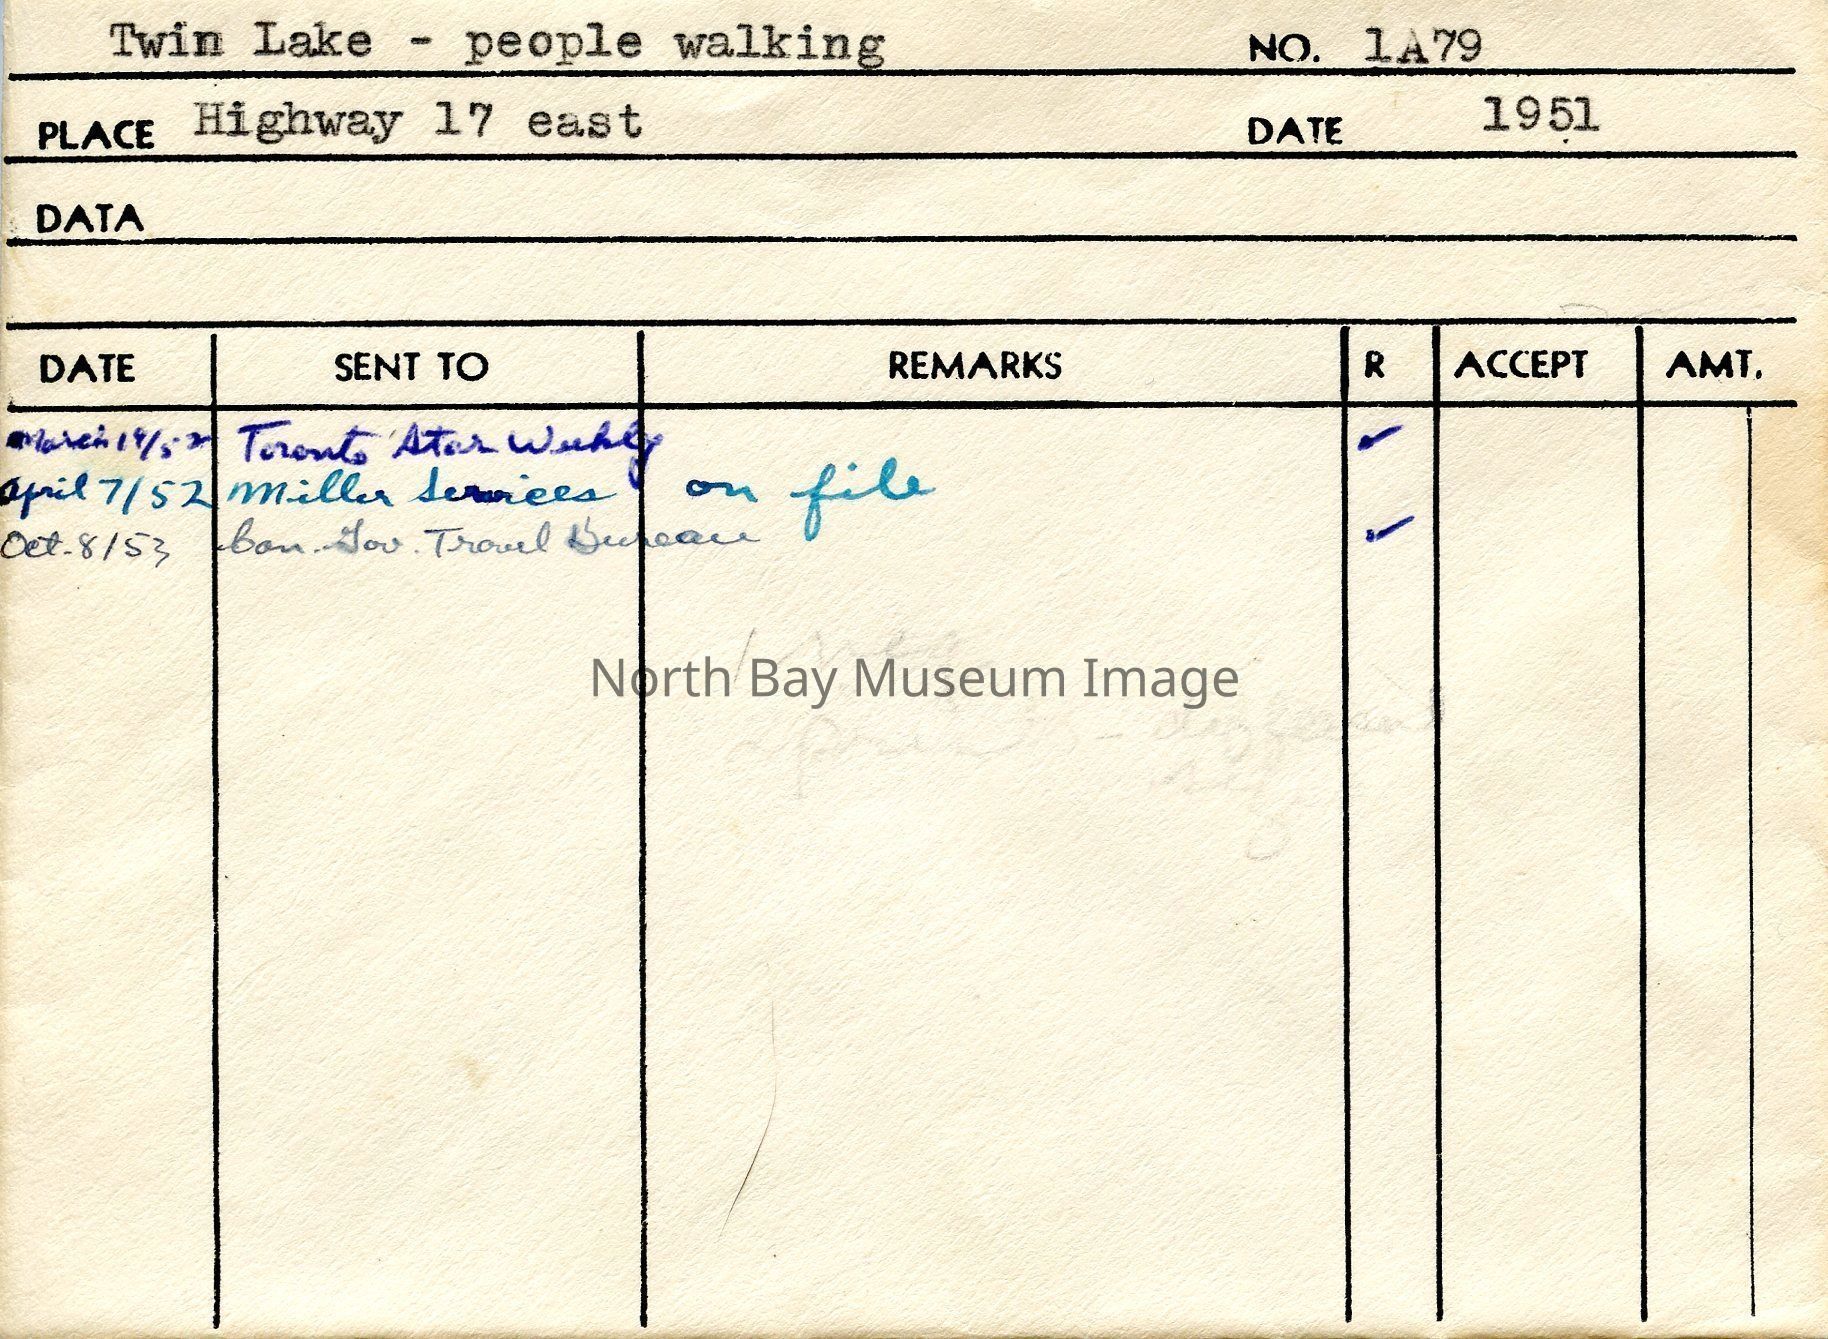 Twin Lake - people walking NO. 1A79
PLACE Highway 17 east DATE 1951
DATA
DATE SENT TO REMARKS R ACCEPT AMT.
March 19/52 Toronto Star Weekly ✓
April 7/52 Miller Services on file
Oct. 8/53 Can. Gov. Travel Bureau ✓
North Bay Museum Image